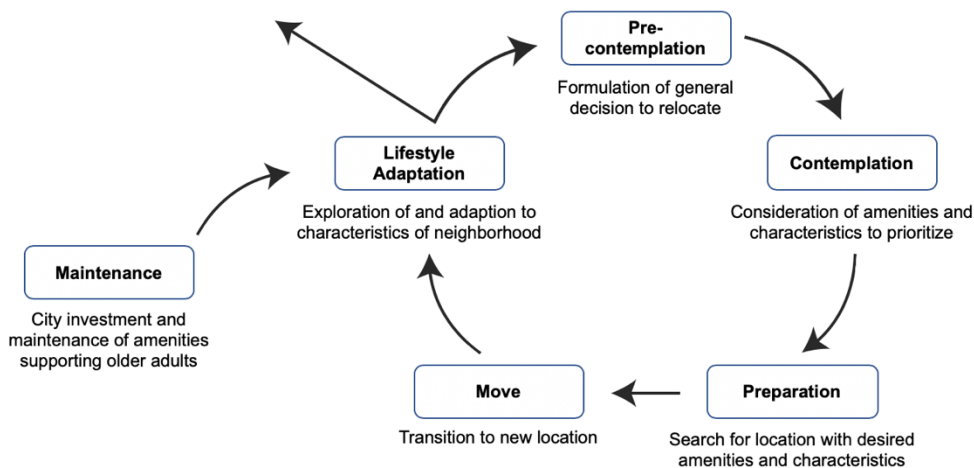 Pre-
contemplation
Formulation of general
decision to relocate
Contemplation
Consideration of amenities and
characteristics to prioritize
Preparation
Search for location with desired
amenities and characteristics
Move
Transition to new location
Lifestyle
Adaptation
Exploration of and adaption to
characteristics of neighborhood
Maintenance
City investment and
maintenance of amenities
supporting older adults